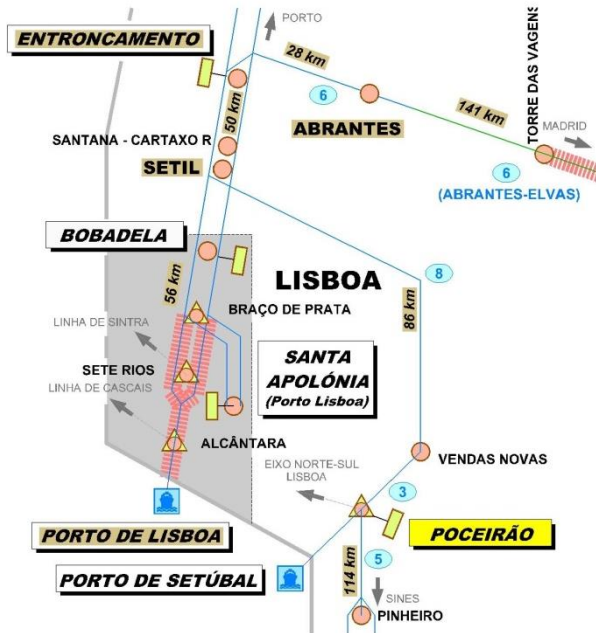 PORTO
ENTRONCAMENTO
28 km
6
50 km
ABRANTES
141 km
TORRE DAS VAGENS
MADRID
SANTANA - CARTAXO R
SETIL
6
(ABRANTES-ELVAS)
BOBADELA
LISBOA
8
56 km
86 km
BRAÇO DE PRATA
LINHA DE SINTRA
SETE RIOS
LINHA DE CASCAIS
SANTA
APOLÓNIA
(Porto Lisboa)
ALCÂNTARA
EIXO NORTE-SUL
LISBOA
VENDAS NOVAS
3
PORTO DE LISBOA
POCEIRÃO
PORTO DE SETÚBAL
114 km
5
SINES
PINHEIRO